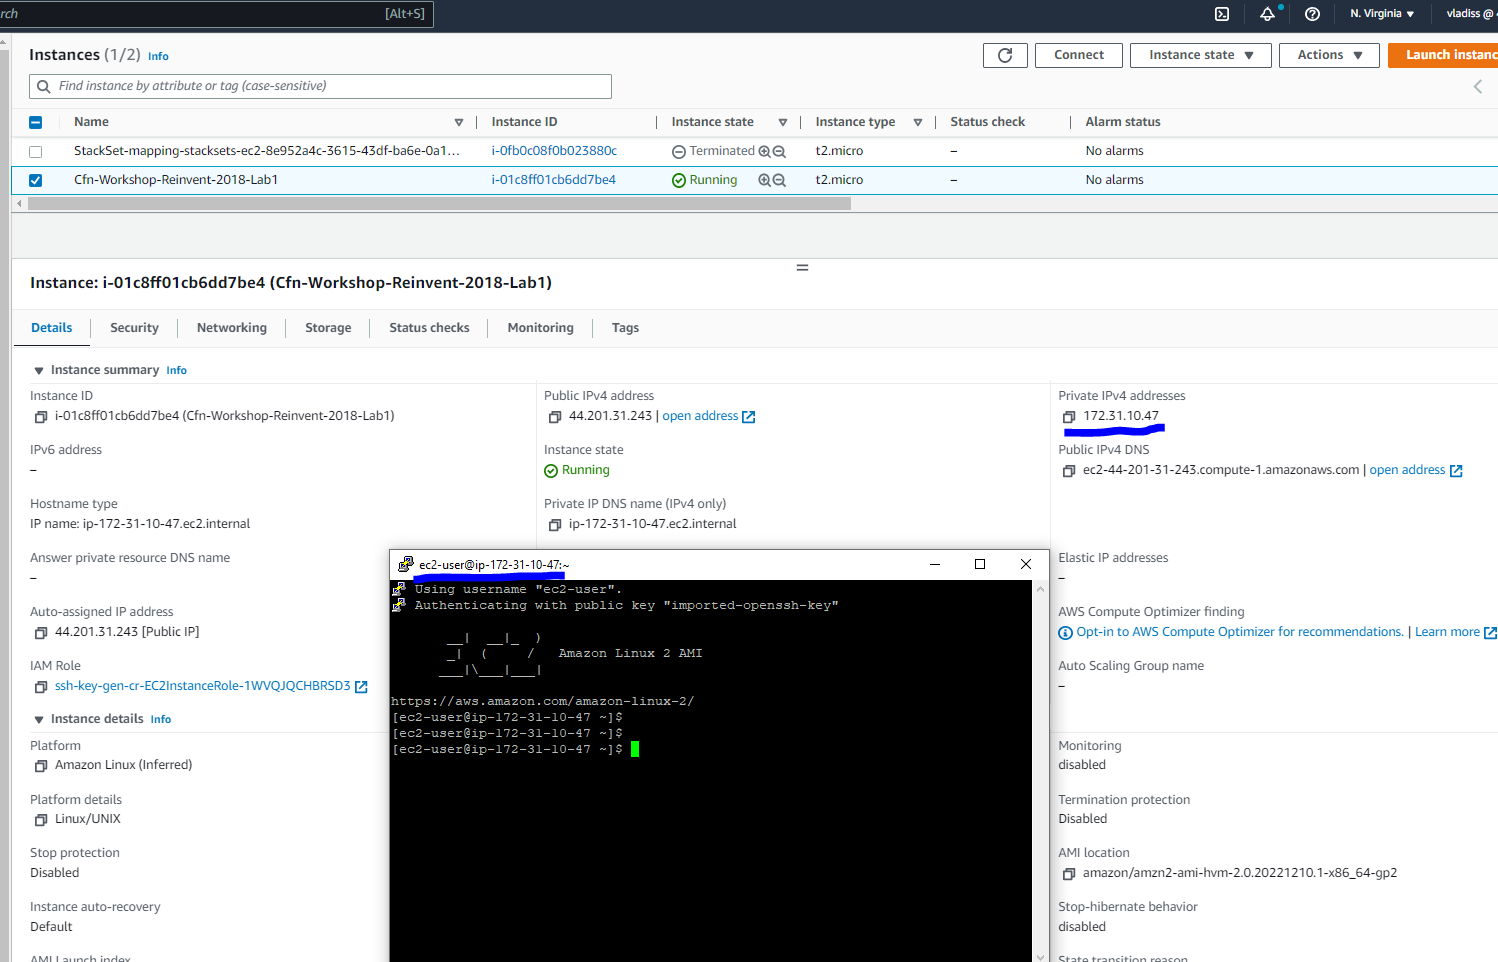 rch [Alt+S] N. Virginia ▼ vladiss @
Instances (1/2) Info Connect Instance state ▼ Actions ▼ Launch instanc
Find instance by attribute or tag (case-sensitive)
Name Instance ID Instance state Instance type Status check Alarm status
StackSet-mapping-stacksets-ec2-8e952a4c-3615-43df-ba6e-0a1... i-0fb0c08f0b023880c Terminated t2.micro – No alarms
Cfn-Workshop-Reinvent-2018-Lab1 i-01c8ff01cb6dd7be4 Running t2.micro – No alarms
Instance: i-01c8ff01cb6dd7be4 (Cfn-Workshop-Reinvent-2018-Lab1)
Details Security Networking Storage Status checks Monitoring Tags
▼ Instance summary Info
Instance ID Public IPv4 address Private IPv4 addresses
i-01c8ff01cb6dd7be4 (Cfn-Workshop-Reinvent-2018-Lab1) 44.201.31.243 | open address 172.31.10.47
IPv6 address Instance state Public IPv4 DNS
– Running ec2-44-201-31-243.compute-1.amazonaws.com | open address
Hostname type Private IP DNS name (IPv4 only)
IP name: ip-172-31-10-47.ec2.internal ip-172-31-10-47.ec2.internal
Answer private resource DNS name Elastic IP addresses
– –
Auto-assigned IP address AWS Compute Optimizer finding
44.201.31.243 [Public IP] Opt-in to AWS Compute Optimizer for recommendations. | Learn more
IAM Role Auto Scaling Group name
ssh-key-gen-cr-EC2InstanceRole-1WVQJQCHBRSD3 –
▼ Instance details Info
Platform Monitoring
Amazon Linux (Inferred) disabled
Platform details Termination protection
Linux/UNIX Disabled
Stop protection AMI location
Disabled amazon/amzn2-ami-hvm-2.0.20221210.1-x86_64-gp2
Instance auto-recovery Stop-hibernate behavior
Default disabled
AMI Launch index State transition reason
ec2-user@ip-172-31-10-47:~
Using username "ec2-user".
Authenticating with public key "imported-openssh-key"
__| __|_ )
_| ( / Amazon Linux 2 AMI
___|\___|___|
https://aws.amazon.com/amazon-linux-2/
[ec2-user@ip-172-31-10-47 ~]$
[ec2-user@ip-172-31-10-47 ~]$
[ec2-user@ip-172-31-10-47 ~]$